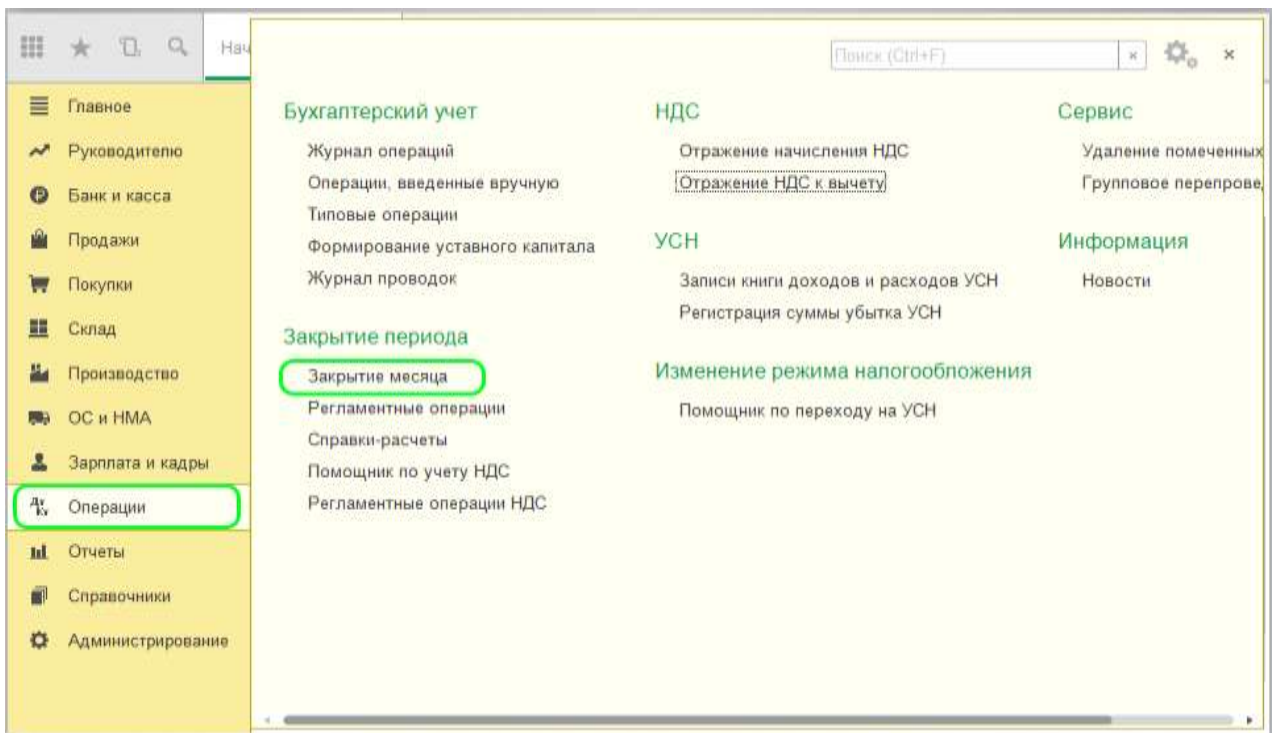 Нач
Поиск (Ctrl+F)
Главное
Руководителю
Банк и касса
Продажи
Покупки
Склад
Производство
ОС и НМА
Зарплата и кадры
Операции
Отчеты
Справочники
Администрирование
Бухгалтерский учет
Журнал операций
Операции, введенные вручную
Типовые операции
Формирование уставного капитала
Журнал проводок
Закрытие периода
Закрытие месяца
Регламентные операции
Справки-расчеты
Помощник по учету НДС
Регламентные операции НДС
НДС
Отражение начисления НДС
Отражение НДС к вычету
УСН
Записи книги доходов и расходов УСН
Регистрация суммы убытка УСН
Изменение режима налогообложения
Помощник по переходу на УСН
Сервис
Удаление помеченных
Групповое перепровед
Информация
Новости